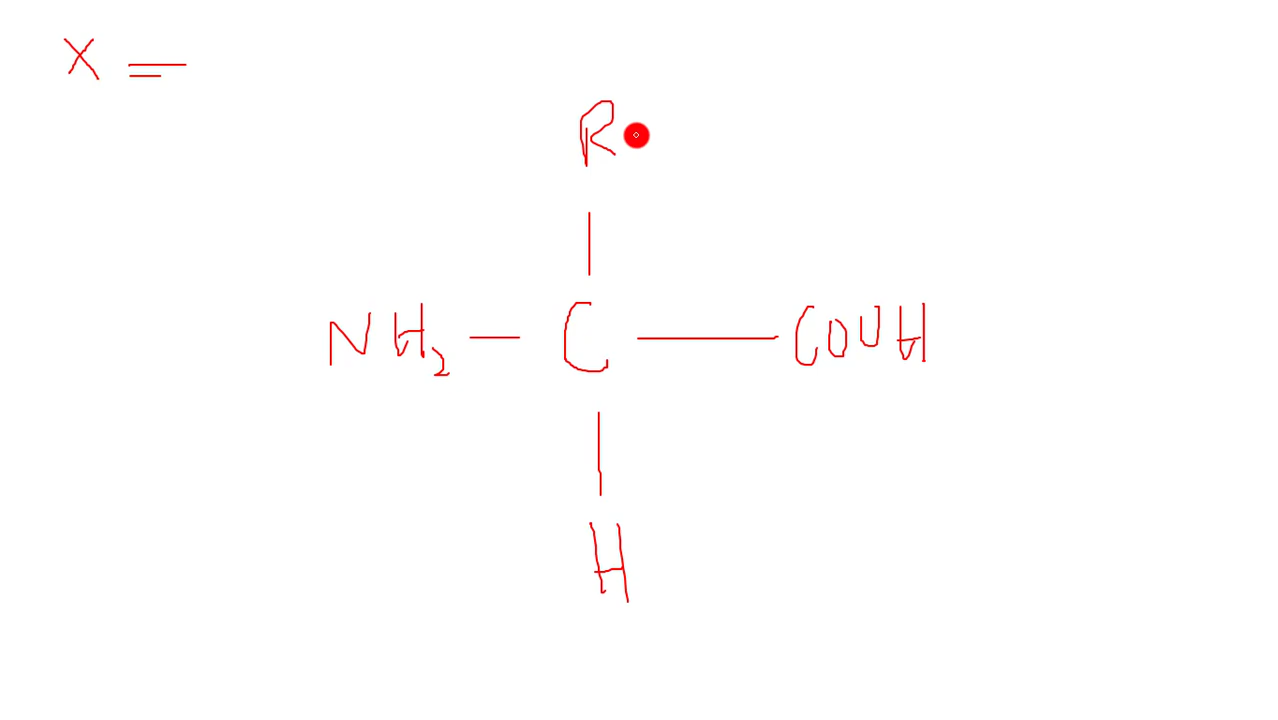 X =
R
NH₂ — C — COOH
H